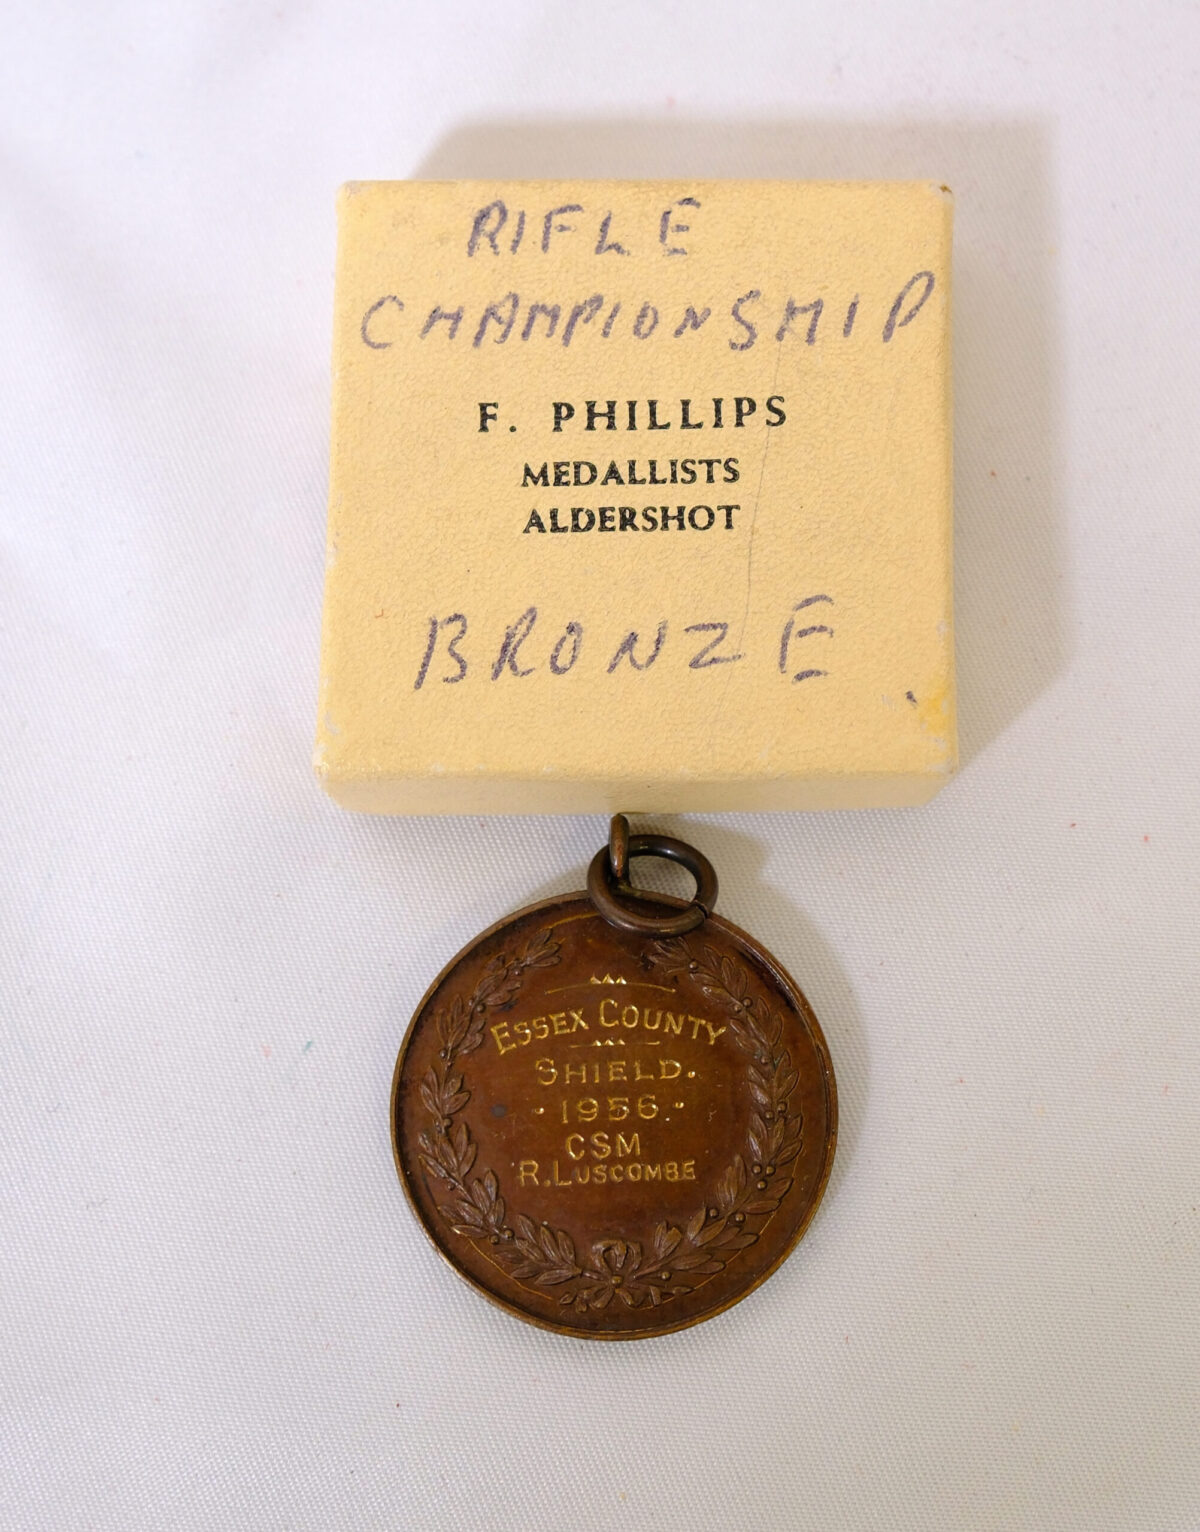 RIFLE
CHAMPIONSHIP
F. PHILLIPS
MEDALLISTS
ALDERSHOT
BRONZE
ESSEX COUNTY
SHIELD.
· 1956 ·
CSM
R. LUSCOMBE